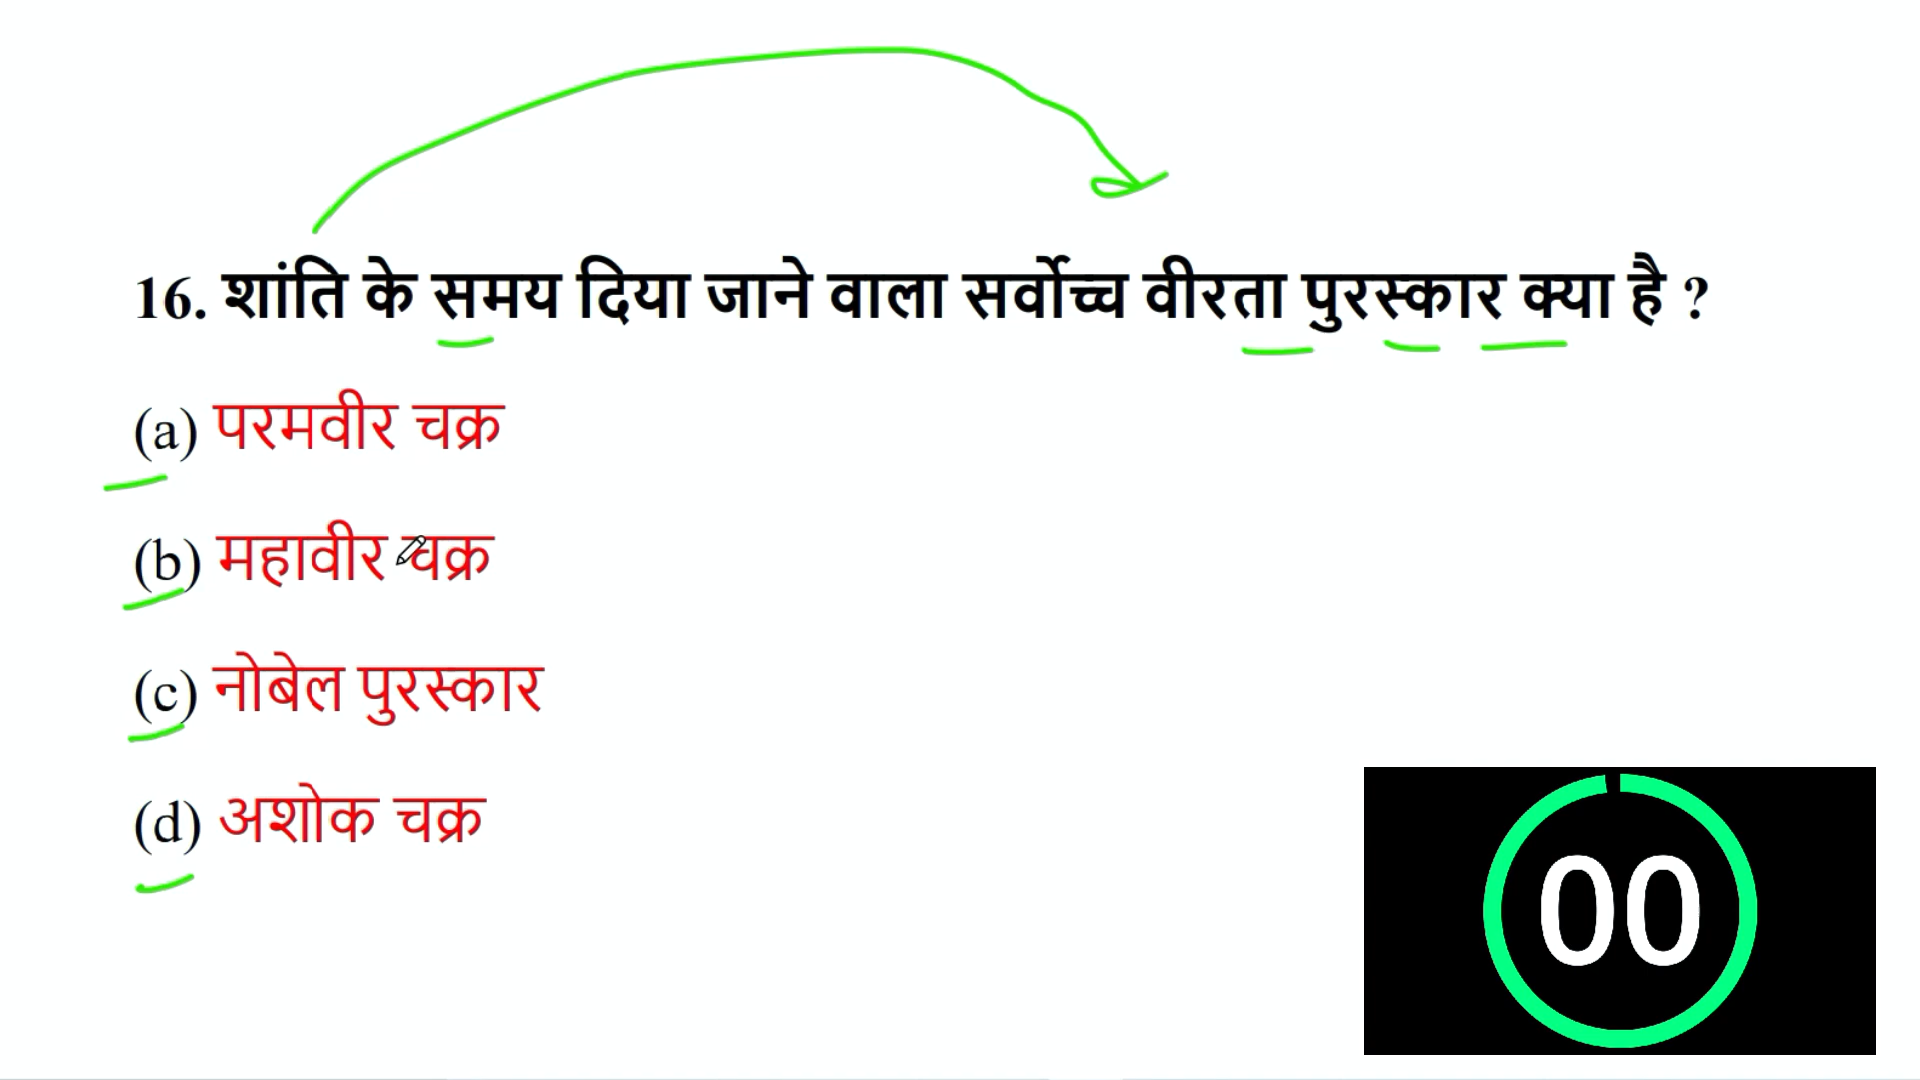 16. शांति के समय दिया जाने वाला सर्वोच्च वीरता पुरस्कार क्या है ?
(a) परमवीर चक्र
(b) महावीर चक्र
(c) नोबेल पुरस्कार
(d) अशोक चक्र
00